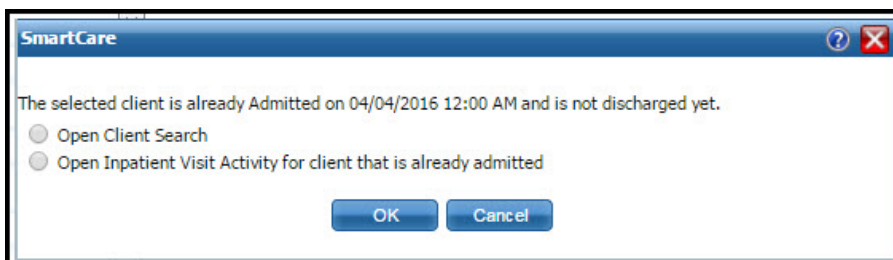 SmartCare
?
The selected client is already Admitted on 04/04/2016 12:00 AM and is not discharged yet.
Open Client Search
Open Inpatient Visit Activity for client that is already admitted
OK Cancel